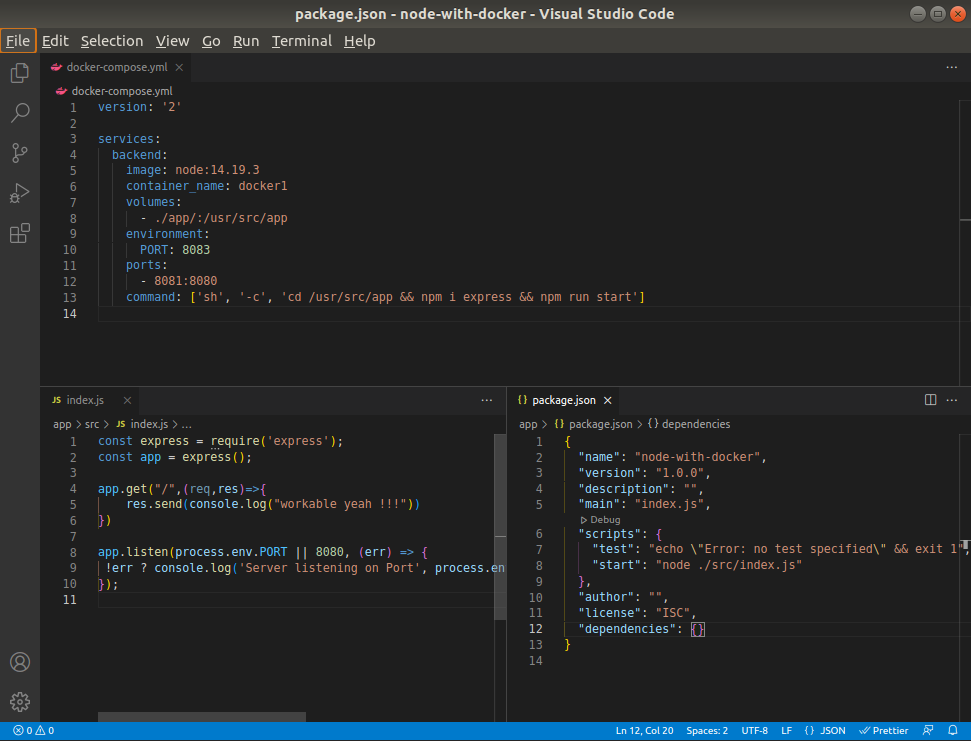 package.json - node-with-docker - Visual Studio Code
File Edit Selection View Go Run Terminal Help
docker-compose.yml
docker-compose.yml
1 version: '2'
2
3 services:
4   backend:
5     image: node:14.19.3
6     container_name: docker1
7     volumes:
8       - ./app/:/usr/src/app
9     environment:
10       PORT: 8083
11     ports:
12       - 8081:8080
13     command: ['sh', '-c', 'cd /usr/src/app && npm i express && npm run start']
14
JS index.js
app > src > JS index.js > ...
1 const express = require('express');
2 const app = express();
3
4 app.get("/",(req,res)=>{
5     res.send(console.log("workable yeah !!!"))
6 })
7
8 app.listen(process.env.PORT || 8080, (err) => {
9  !err ? console.log('Server listening on Port', process.en
10 });
11
{} package.json
app > {} package.json > {} dependencies
1 {
2   "name": "node-with-docker",
3   "version": "1.0.0",
4   "description": "",
5   "main": "index.js",
Debug
6   "scripts": {
7     "test": "echo \"Error: no test specified\" && exit 1",
8     "start": "node ./src/index.js"
9   },
10   "author": "",
11   "license": "ISC",
12   "dependencies": {}
13 }
14
0 0 Ln 12, Col 20 Spaces: 2 UTF-8 LF {} JSON Prettier